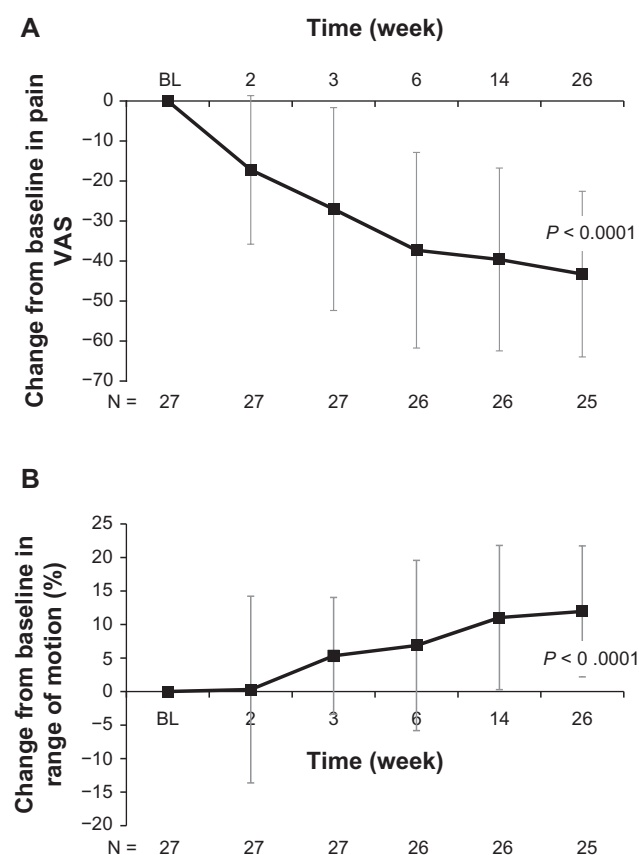 A
Time (week)
BL 2 3 6 14 26
0
−10
−20
−30
−40
−50
−60
−70
Change from baseline in pain
VAS
P < 0.0001
N = 27 27 27 26 26 25
B
25
20
15
10
5
0
−5
−10
−15
−20
Change from baseline in
range of motion (%)
P < 0 .0001
BL 2 3 6 14 26
Time (week)
N = 27 27 27 26 26 25